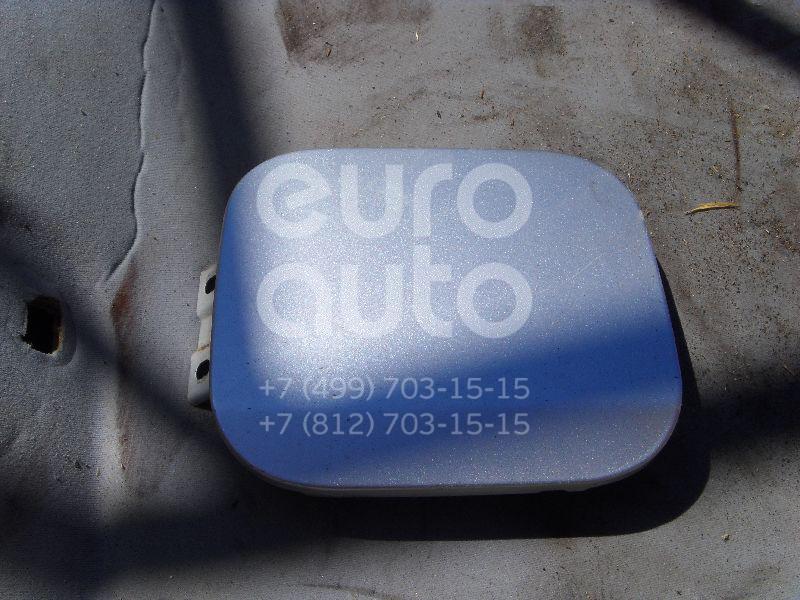 euro
auto
+7 (499) 703-15-15
+7 (812) 703-15-15